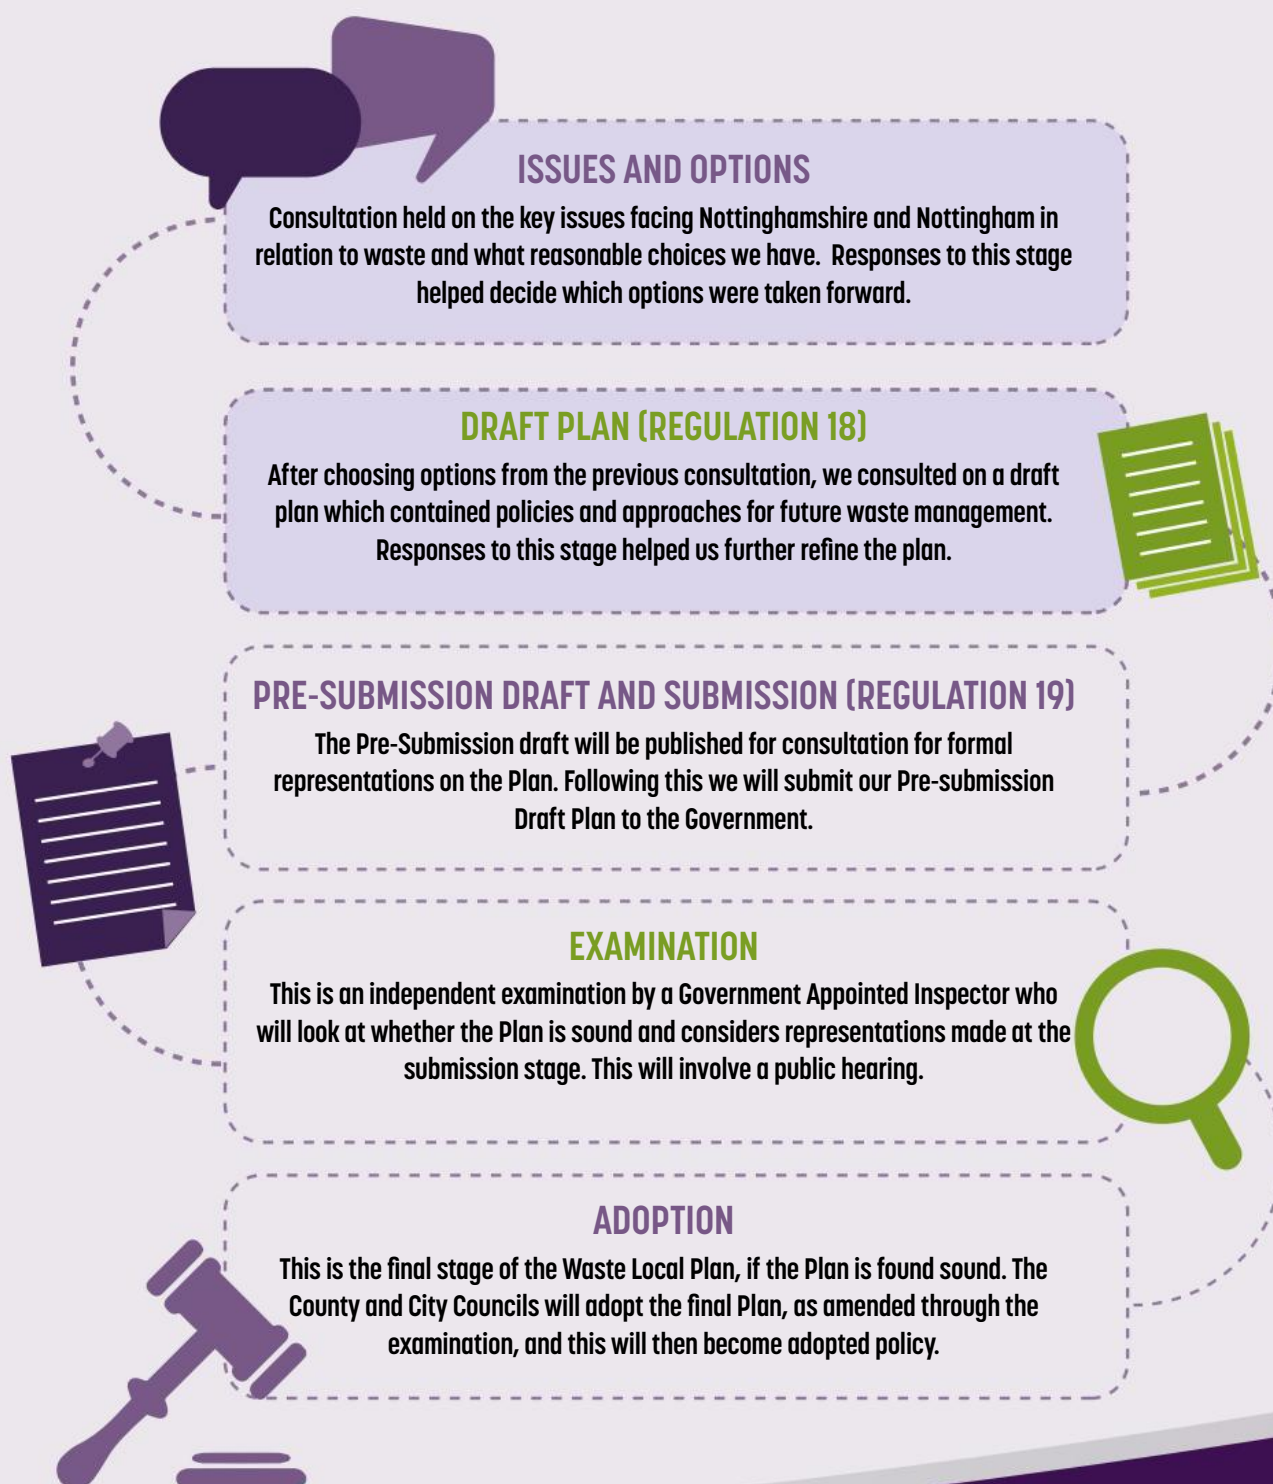 ISSUES AND OPTIONS
Consultation held on the key issues facing Nottinghamshire and Nottingham in
relation to waste and what reasonable choices we have.  Responses to this stage
helped decide which options were taken forward.
DRAFT PLAN (REGULATION 18)
After choosing options from the previous consultation, we consulted on a draft
plan which contained policies and approaches for future waste management.
Responses to this stage helped us further refine the plan.
PRE-SUBMISSION DRAFT AND SUBMISSION (REGULATION 19)
The Pre-Submission draft will be published for consultation for formal
representations on the Plan. Following this we will submit our Pre-submission
Draft Plan to the Government.
EXAMINATION
This is an independent examination by a Government Appointed Inspector who
will look at whether the Plan is sound and considers representations made at the
submission stage. This will involve a public hearing.
ADOPTION
This is the final stage of the Waste Local Plan, if the Plan is found sound. The
County and City Councils will adopt the final Plan, as amended through the
examination, and this will then become adopted policy.